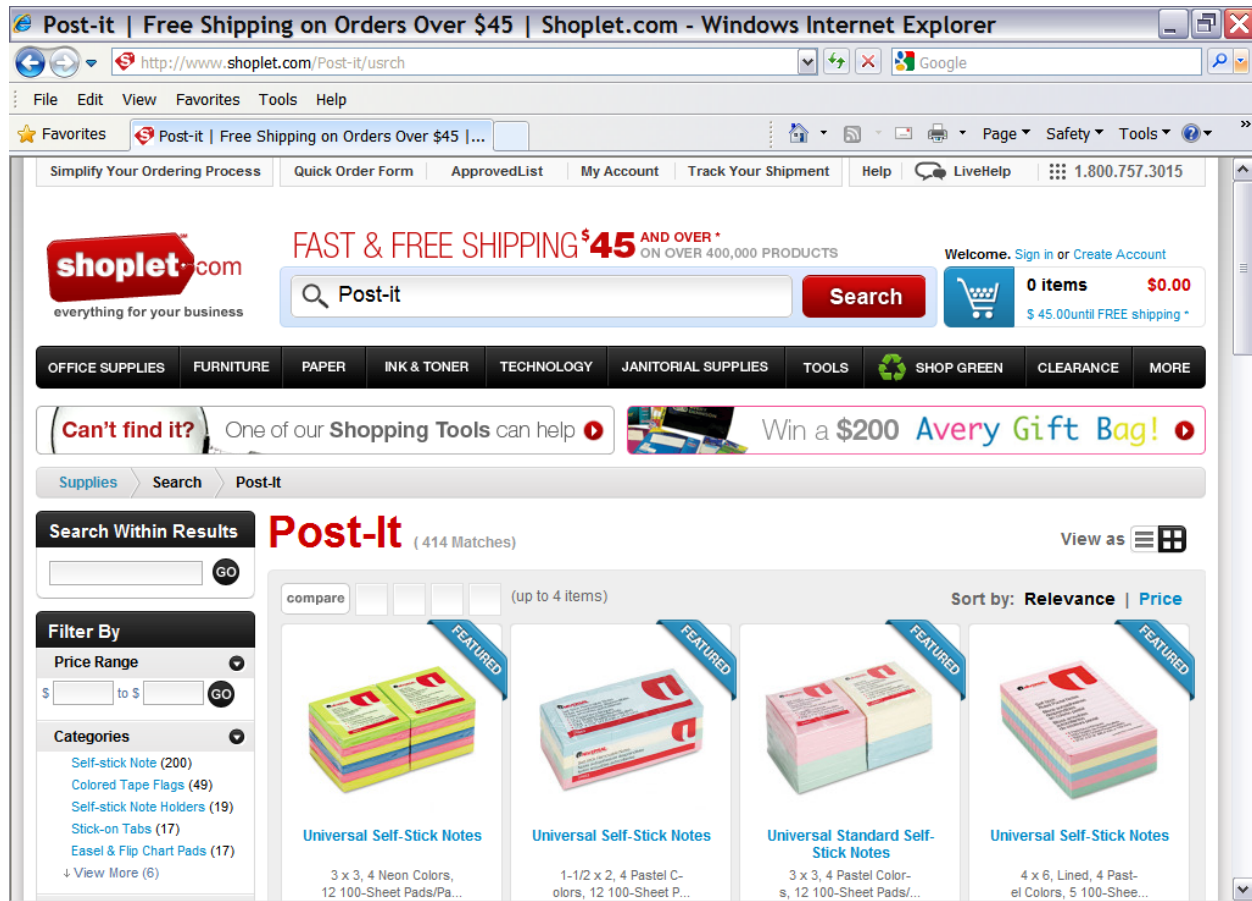 Post-it | Free Shipping on Orders Over $45 | Shoplet.com - Windows Internet Explorer
http://www.shoplet.com/Post-it/usrch
Google
File Edit View Favorites Tools Help
Favorites Post-it | Free Shipping on Orders Over $45 |... Page Safety Tools »
Simplify Your Ordering Process Quick Order Form ApprovedList My Account Track Your Shipment Help LiveHelp 1.800.757.3015
FAST & FREE SHIPPING $45 AND OVER *
ON OVER 400,000 PRODUCTS
shoplet.com
everything for your business
Post-it
Search
Welcome. Sign in or Create Account
0 items $0.00
$ 45.00until FREE shipping *
OFFICE SUPPLIES FURNITURE PAPER INK & TONER TECHNOLOGY JANITORIAL SUPPLIES TOOLS SHOP GREEN CLEARANCE MORE
Can't find it? One of our Shopping Tools can help
Win a $200 Avery Gift Bag!
Supplies Search Post-It
Search Within Results
GO
Filter By
Price Range
$ to $ GO
Categories
Self-stick Note (200)
Colored Tape Flags (49)
Self-stick Note Holders (19)
Stick-on Tabs (17)
Easel & Flip Chart Pads (17)
↓ View More (6)
Post-It (414 Matches)
View as
compare (up to 4 items)
Sort by: Relevance | Price
FEATURED
FEATURED
FEATURED
FEATURED
Universal Self-Stick Notes
3 x 3, 4 Neon Colors,
12 100-Sheet Pads/Pa...
Universal Self-Stick Notes
1-1/2 x 2, 4 Pastel C-
olors, 12 100-Sheet P...
Universal Standard Self-
Stick Notes
3 x 3, 4 Pastel Color-
s, 12 100-Sheet Pads/...
Universal Self-Stick Notes
4 x 6, Lined, 4 Past-
el Colors, 5 100-Shee...